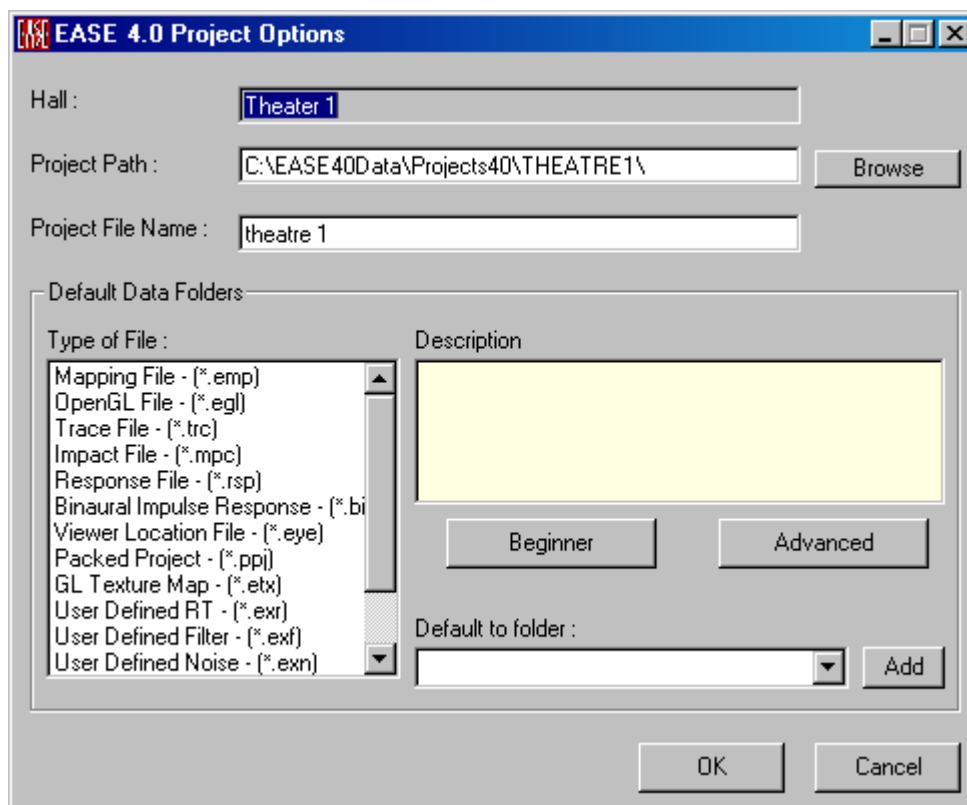 EASE 4.0 Project Options
Hall :
Theater 1
Project Path :
C:\EASE40Data\Projects40\THEATRE1\
Browse
Project File Name :
theatre 1
Default Data Folders
Type of File :
Mapping File - (*.emp)
OpenGL File - (*.egl)
Trace File - (*.trc)
Impact File - (*.mpc)
Response File - (*.rsp)
Binaural Impulse Response - (*.bi
Viewer Location File - (*.eye)
Packed Project - (*.ppj)
GL Texture Map - (*.etx)
User Defined RT - (*.exr)
User Defined Filter - (*.exf)
User Defined Noise - (*.exn)
Description
Beginner
Advanced
Default to folder :
Add
OK
Cancel